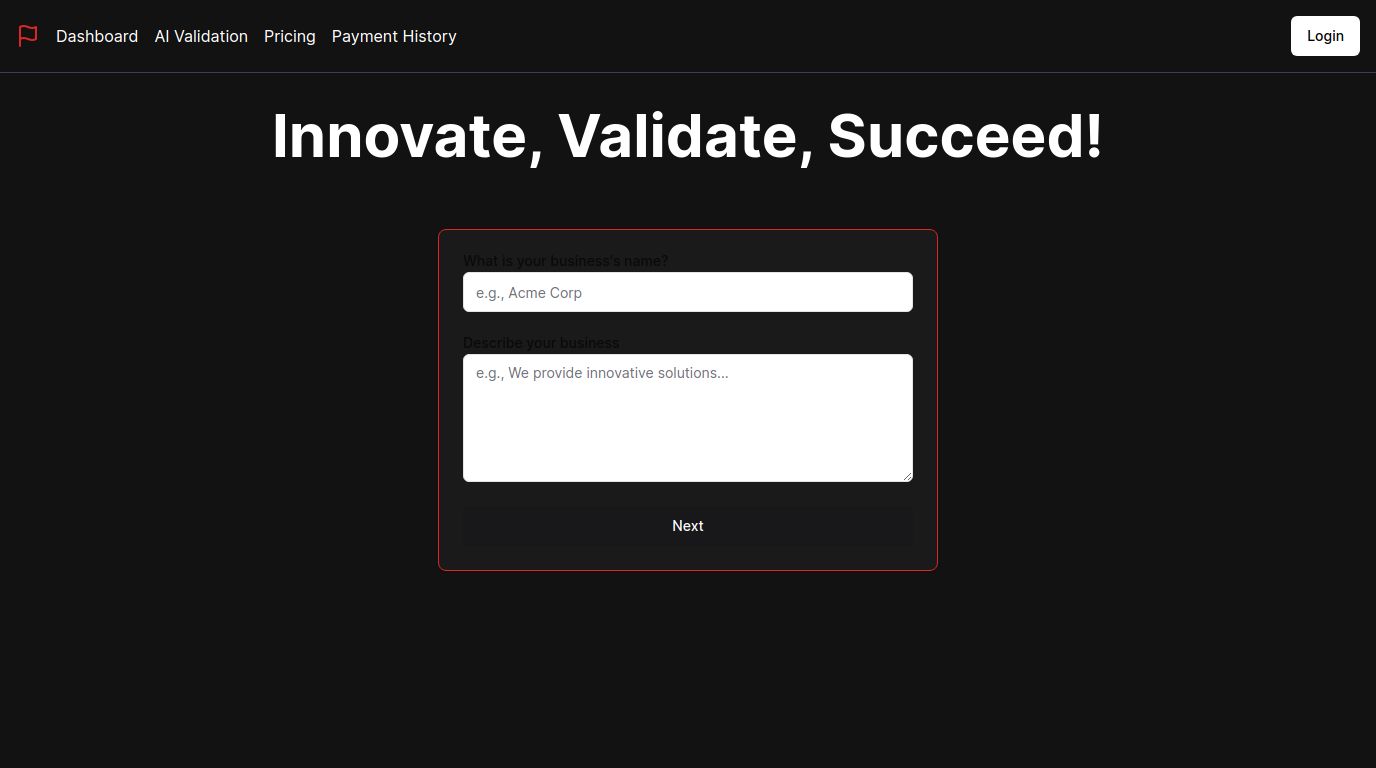 Dashboard AI Validation Pricing Payment History Login
Innovate, Validate, Succeed!
What is your business's name?
e.g., Acme Corp
Describe your business
e.g., We provide innovative solutions...
Next